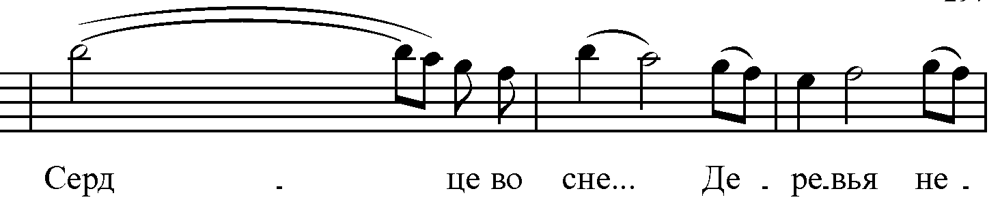 Серд - це во сне... Де - ре-вья не -